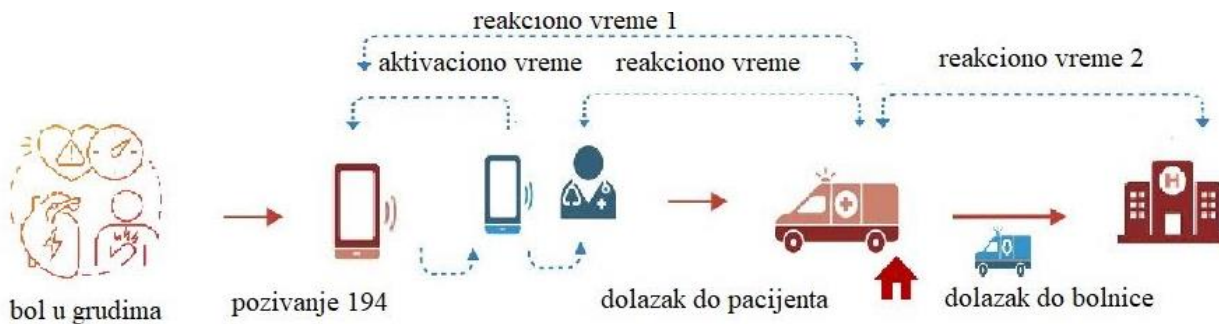 reakciono vreme 1
aktivaciono vreme
reakciono vreme
reakciono vreme 2
H
bol u grudima
pozivanje 194
dolazak do pacijenta
dolazak do bolnice